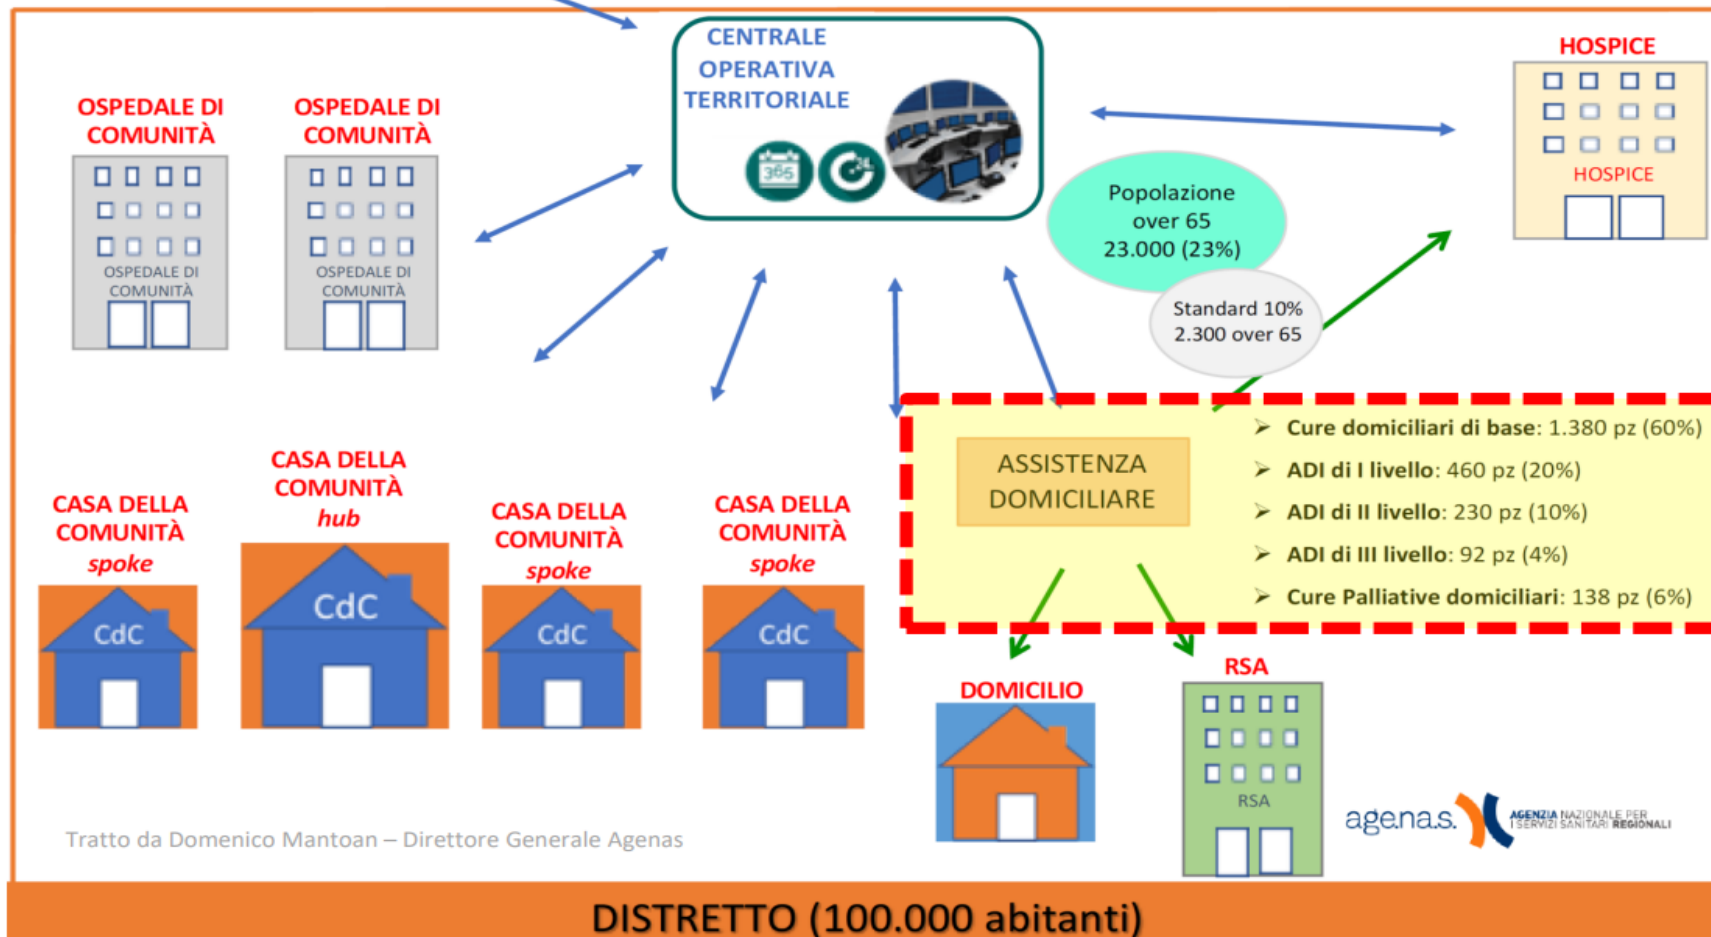 CENTRALE
OPERATIVA
TERRITORIALE
365
24
HOSPICE
HOSPICE
OSPEDALE DI
COMUNITÀ
OSPEDALE DI
COMUNITÀ
OSPEDALE DI
COMUNITÀ
OSPEDALE DI
COMUNITÀ
Popolazione
over 65
23.000 (23%)
Standard 10%
2.300 over 65
ASSISTENZA
DOMICILIARE
➢ Cure domiciliari di base: 1.380 pz (60%)
➢ ADI di I livello: 460 pz (20%)
➢ ADI di II livello: 230 pz (10%)
➢ ADI di III livello: 92 pz (4%)
➢ Cure Palliative domiciliari: 138 pz (6%)
CASA DELLA
COMUNITÀ
spoke
CdC
CASA DELLA
COMUNITÀ
hub
CdC
CASA DELLA
COMUNITÀ
spoke
CdC
CASA DELLA
COMUNITÀ
spoke
CdC
DOMICILIO
RSA
RSA
age.na.s.
AGENZIA NAZIONALE PER
I SERVIZI SANITARI REGIONALI
Tratto da Domenico Mantoan – Direttore Generale Agenas
DISTRETTO (100.000 abitanti)